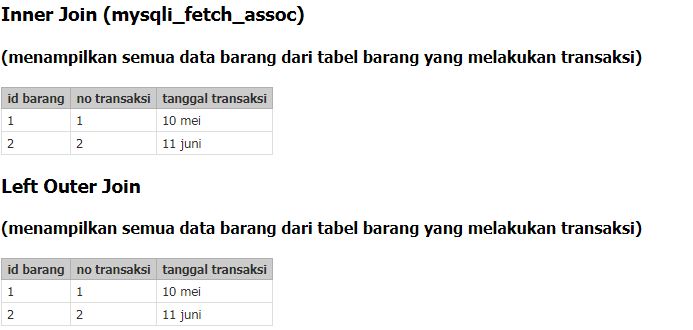 Inner Join (mysqli_fetch_assoc)
(menampilkan semua data barang dari tabel barang yang melakukan transaksi)
id barang no transaksi tanggal transaksi
1 1 10 mei
2 2 11 juni
Left Outer Join
(menampilkan semua data barang dari tabel barang yang melakukan transaksi)
id barang no transaksi tanggal transaksi
1 1 10 mei
2 2 11 juni